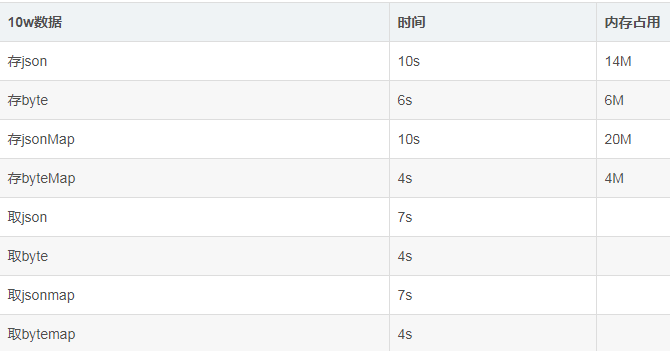 10w数据 时间 内存占用
存json 10s 14M
存byte 6s 6M
存jsonMap 10s 20M
存byteMap 4s 4M
取json 7s
取byte 4s
取jsonmap 7s
取bytemap 4s